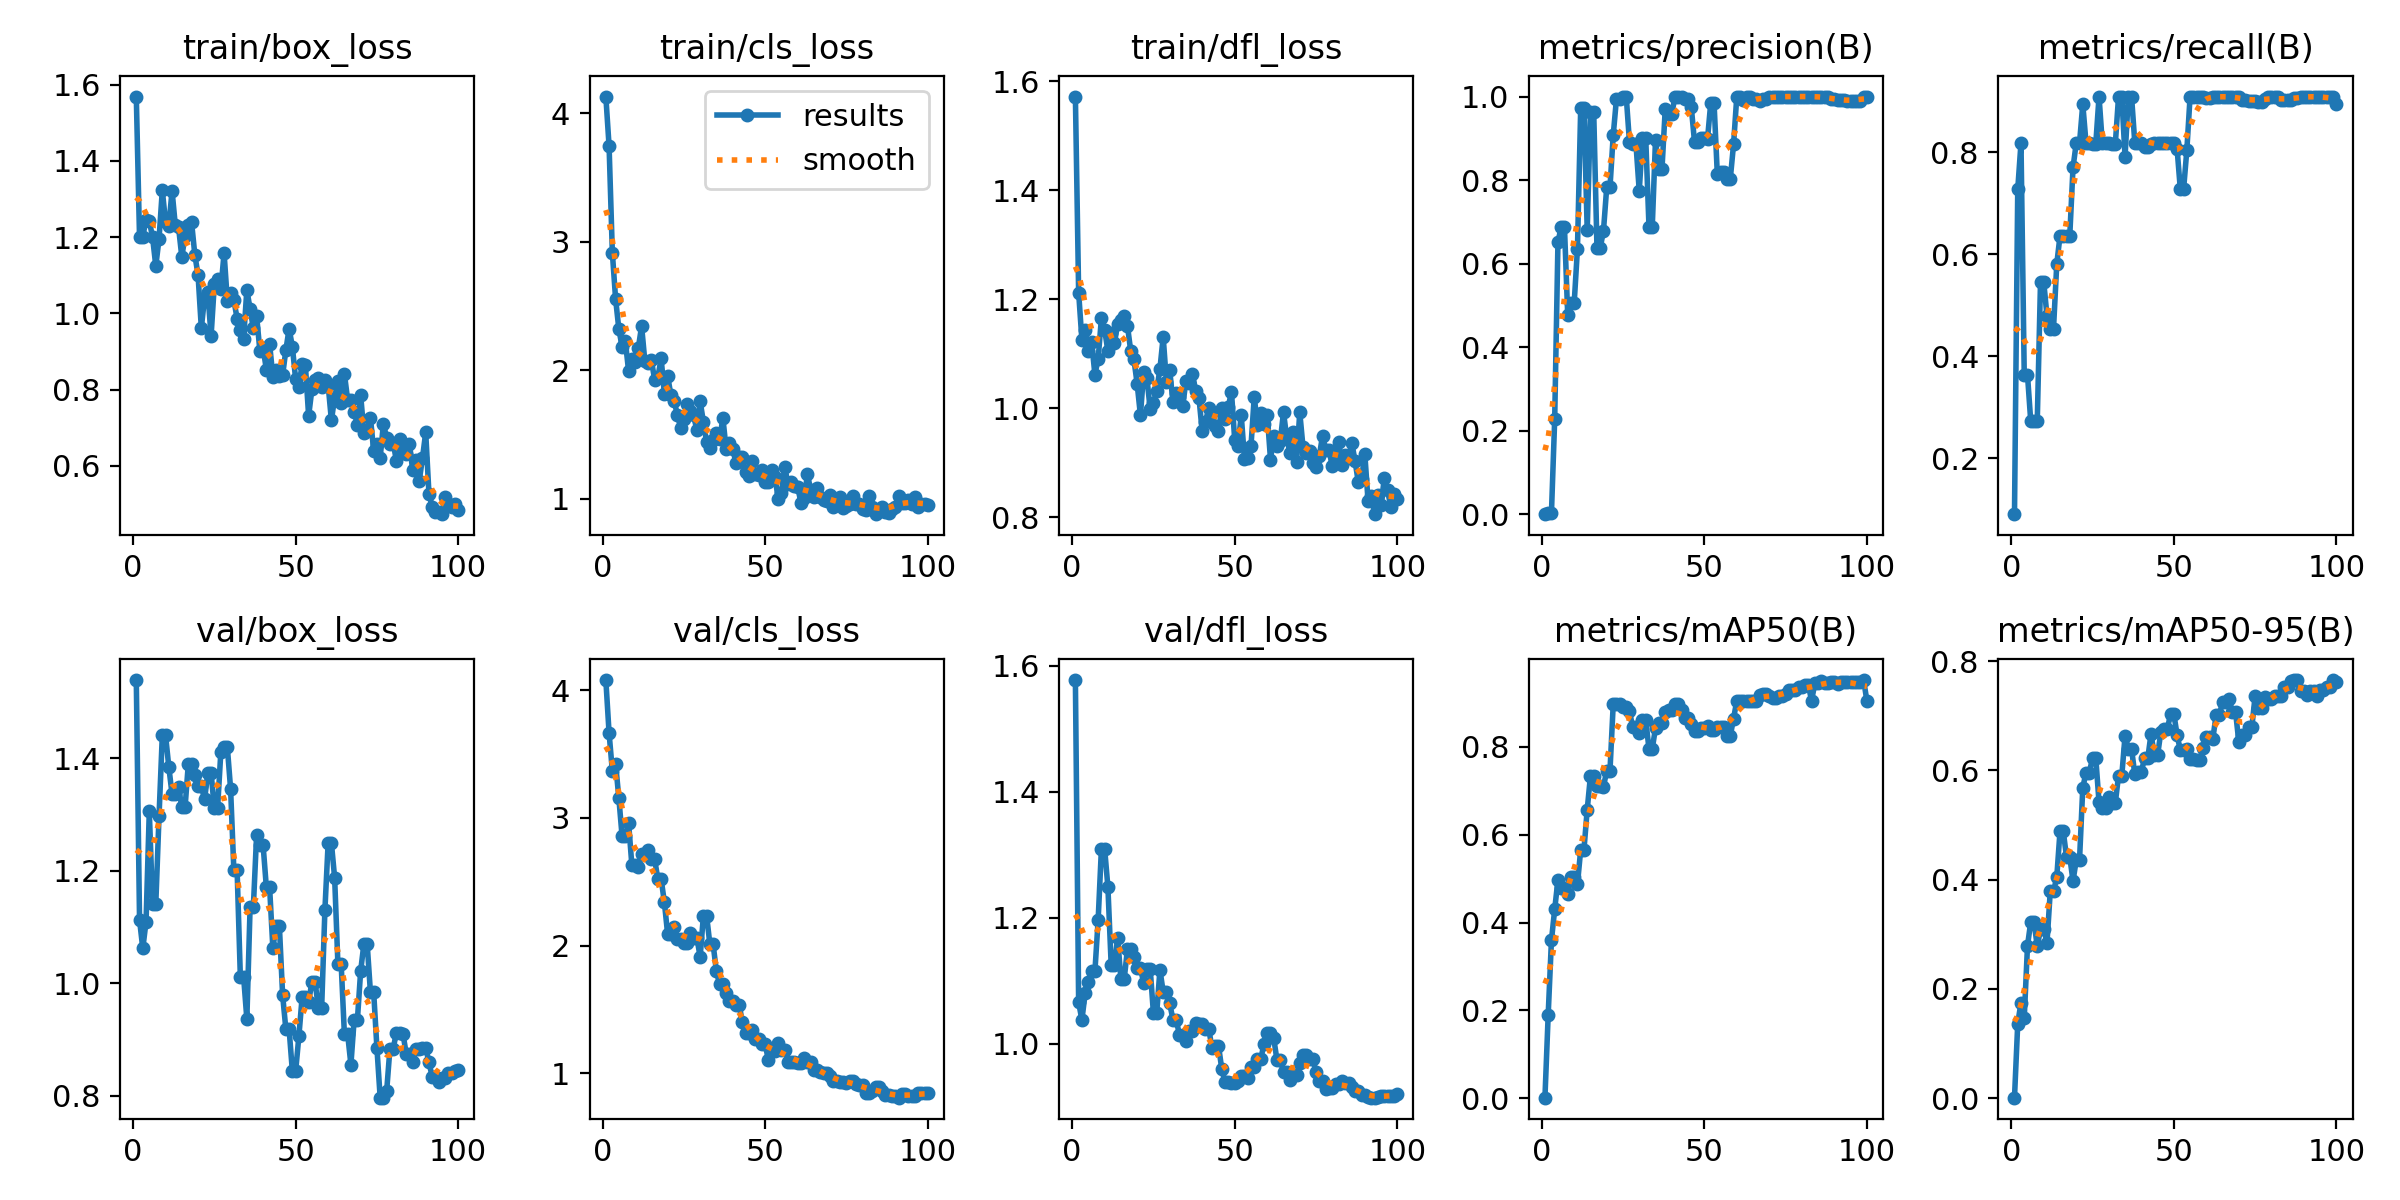 train/box_loss
1.6
1.4
1.2
1.0
0.8
0.6
0 50 100
train/cls_loss
results
smooth
4
3
2
1
0 50 100
train/dfl_loss
1.6
1.4
1.2
1.0
0.8
0 50 100
metrics/precision(B)
1.0
0.8
0.6
0.4
0.2
0.0
0 50 100
metrics/recall(B)
0.8
0.6
0.4
0.2
0 50 100
val/box_loss
1.4
1.2
1.0
0.8
0 50 100
val/cls_loss
4
3
2
1
0 50 100
val/dfl_loss
1.6
1.4
1.2
1.0
0 50 100
metrics/mAP50(B)
0.8
0.6
0.4
0.2
0.0
0 50 100
metrics/mAP50-95(B)
0.8
0.6
0.4
0.2
0.0
0 50 100